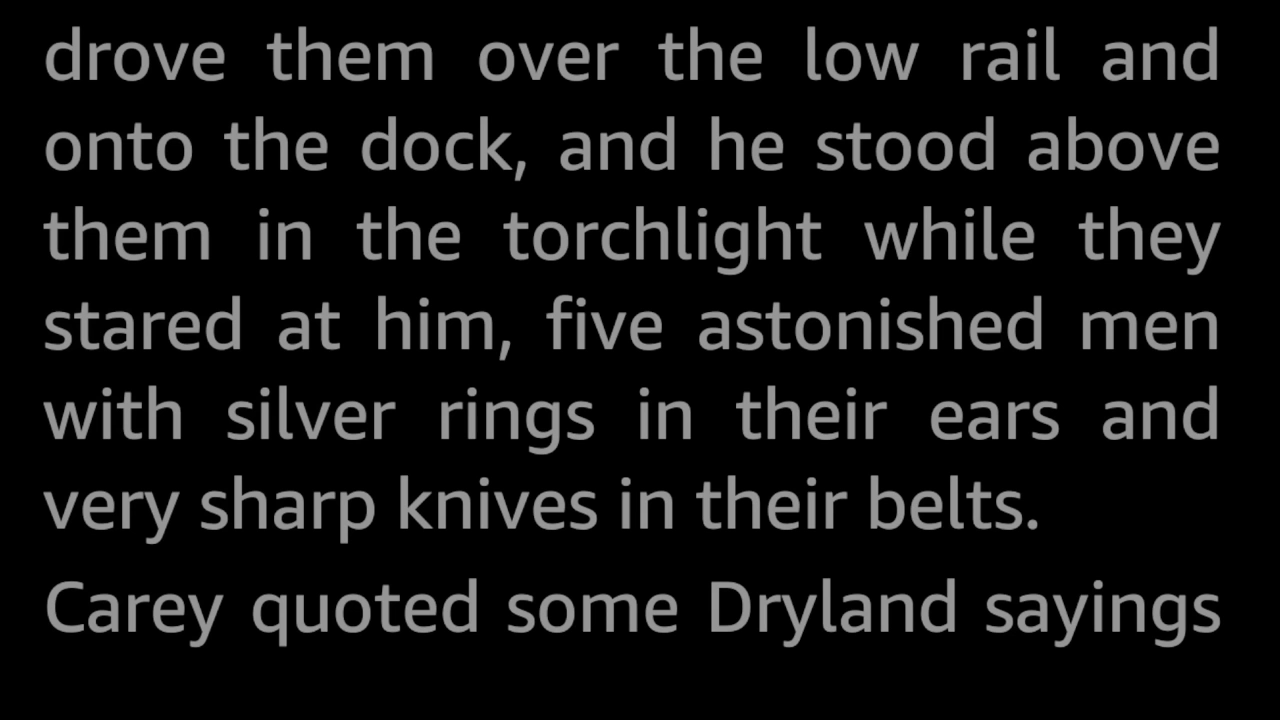 drove them over the low rail and
onto the dock, and he stood above
them in the torchlight while they
stared at him, five astonished men
with silver rings in their ears and
very sharp knives in their belts.
Carey quoted some Dryland sayings